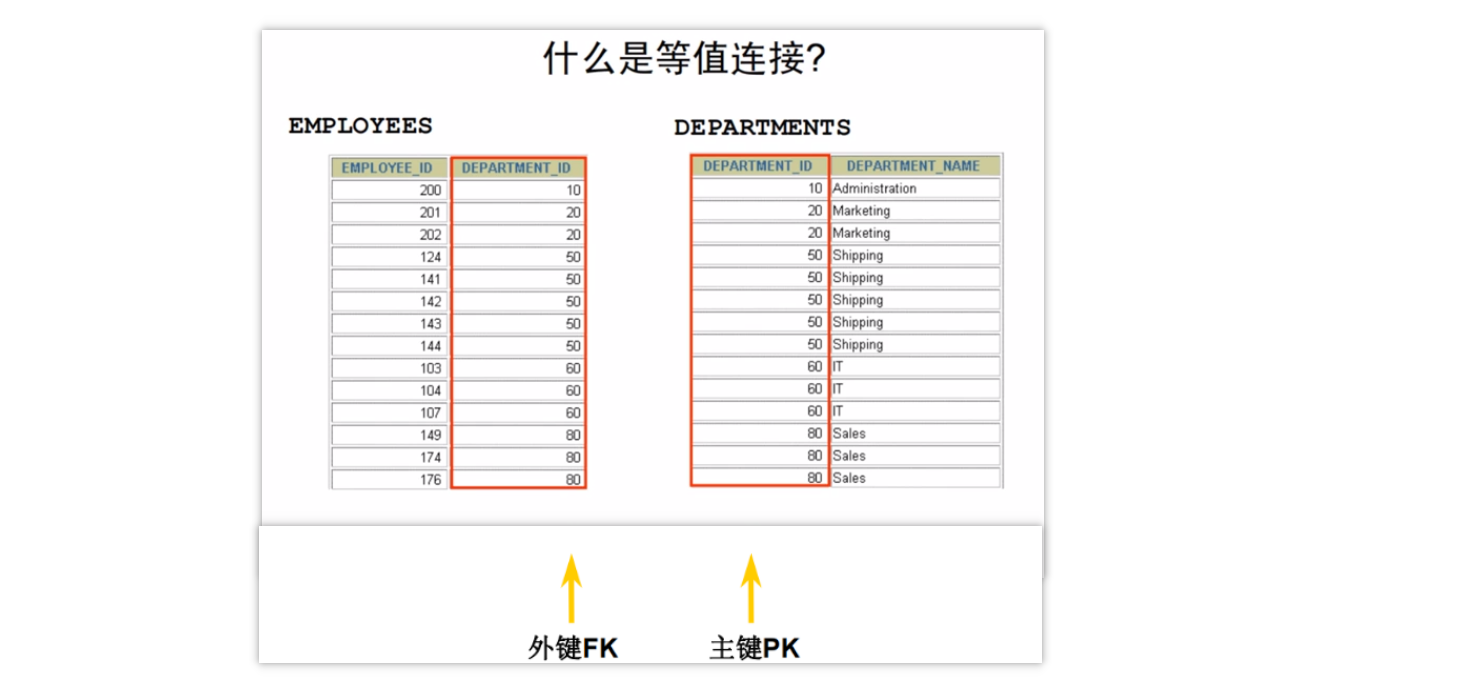 什么是等值连接?
EMPLOYEES
EMPLOYEE_ID DEPARTMENT_ID
200 10
201 20
202 20
124 50
141 50
142 50
143 50
144 50
103 60
104 60
107 60
149 80
174 80
176 80
DEPARTMENTS
DEPARTMENT_ID DEPARTMENT_NAME
10 Administration
20 Marketing
20 Marketing
50 Shipping
50 Shipping
50 Shipping
50 Shipping
50 Shipping
60 IT
60 IT
60 IT
80 Sales
80 Sales
80 Sales
外键FK
主键PK